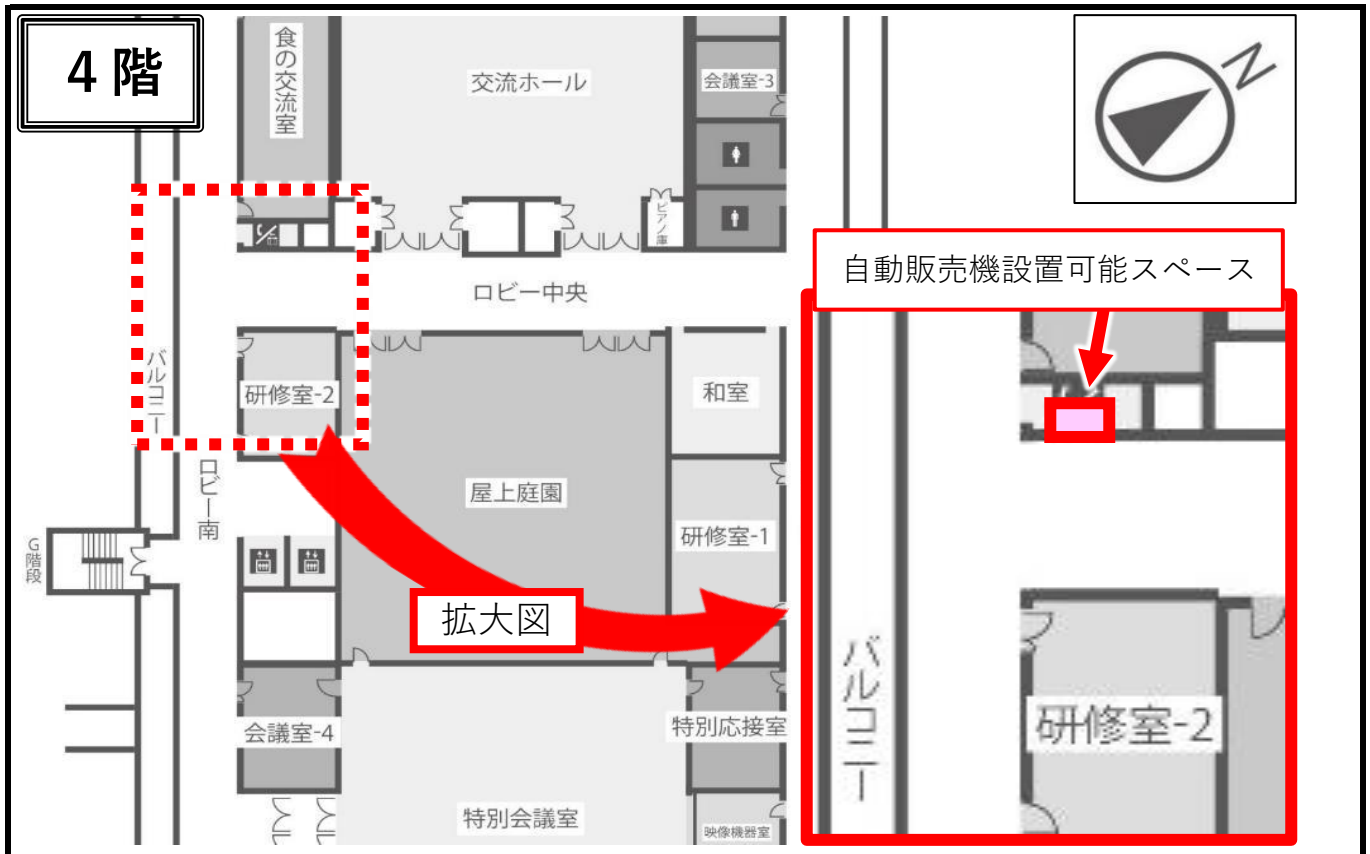 4階
食の交流室
交流ホール
会議室-3
N
ピアノ庫
自動販売機設置可能スペース
ロビー中央
バルコニー
研修室-2
和室
ロビー南
屋上庭園
研修室-1
G階段
拡大図
バルコニー
研修室-2
会議室-4
特別応接室
特別会議室
映像機器室